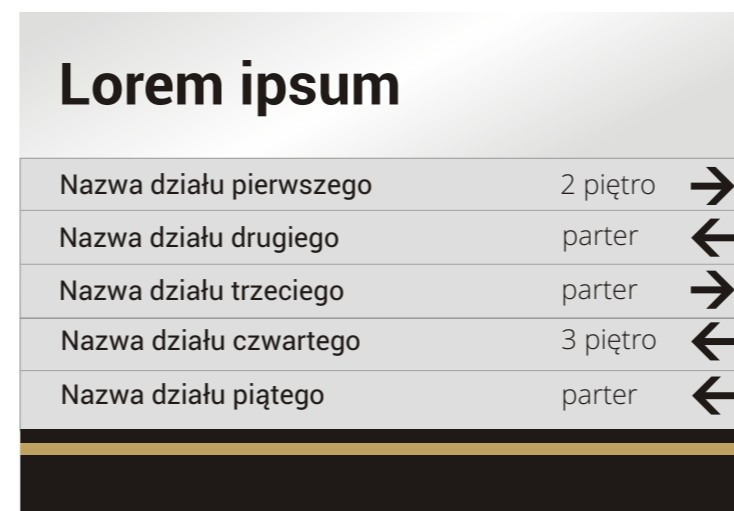 Lorem ipsum
Nazwa działu pierwszego 2 piętro →
Nazwa działu drugiego parter ←
Nazwa działu trzeciego parter →
Nazwa działu czwartego 3 piętro ←
Nazwa działu piątego parter ←